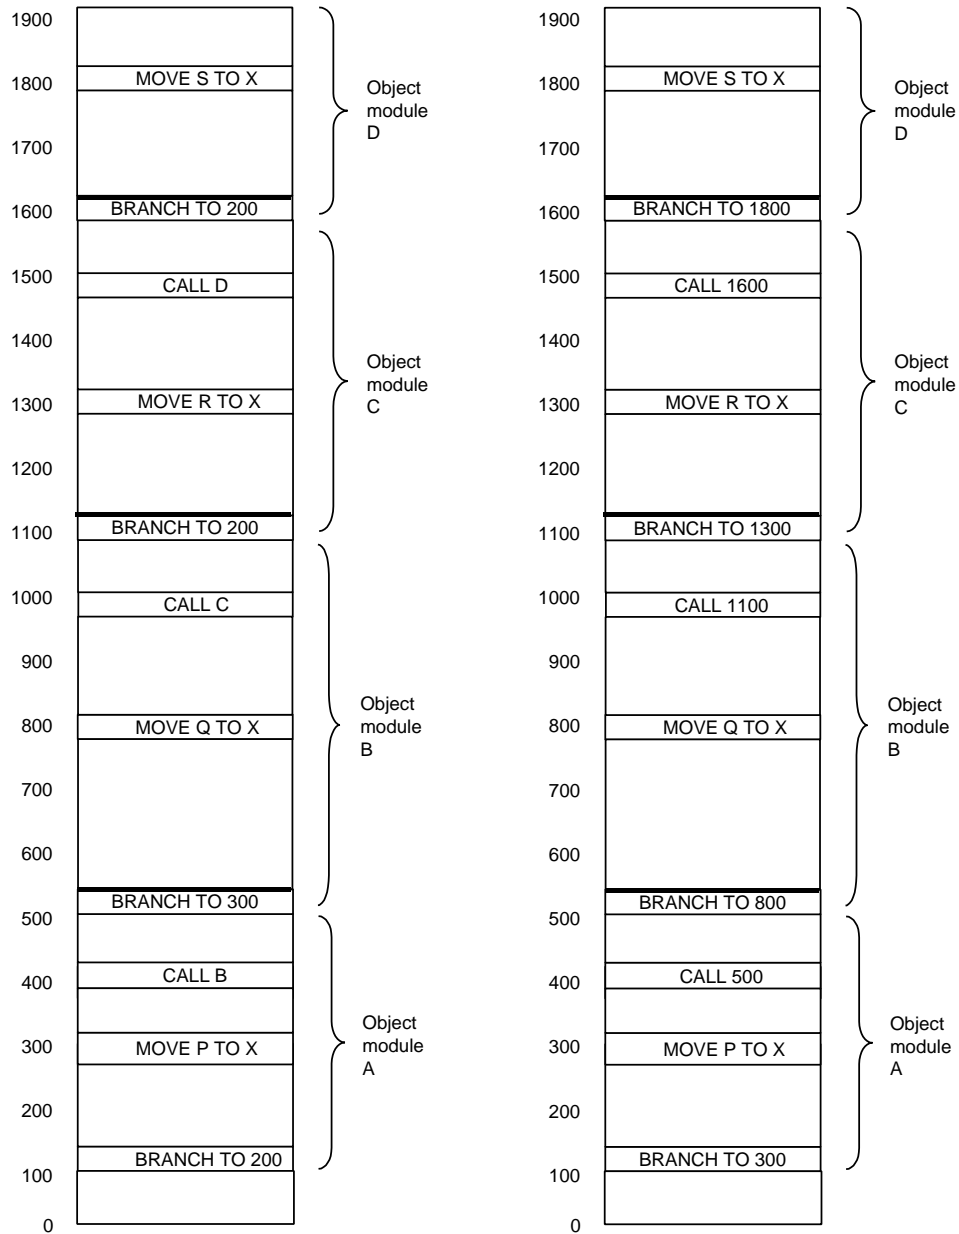 1900
1800
MOVE S TO X
1700
1600
BRANCH TO 200
Object
module
D
1500
CALL D
1400
1300
MOVE R TO X
1200
1100
BRANCH TO 200
Object
module
C
1000
CALL C
900
800
MOVE Q TO X
700
600
500
BRANCH TO 300
Object
module
B
400
CALL B
300
MOVE P TO X
200
100
BRANCH TO 200
0
Object
module
A
1900
1800
MOVE S TO X
1700
1600
BRANCH TO 1800
Object
module
D
1500
CALL 1600
1400
1300
MOVE R TO X
1200
1100
BRANCH TO 1300
Object
module
C
1000
CALL 1100
900
800
MOVE Q TO X
700
600
500
BRANCH TO 800
Object
module
B
400
CALL 500
300
MOVE P TO X
200
100
BRANCH TO 300
0
Object
module
A